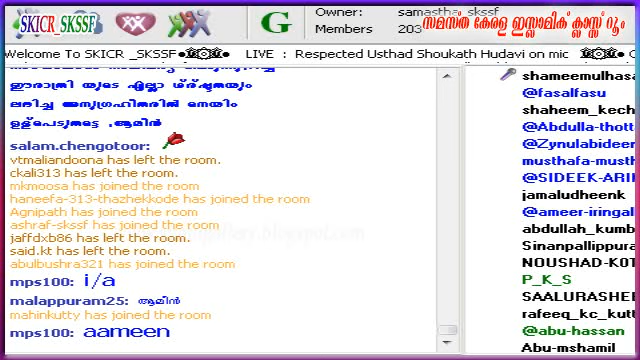 SKICR SKSSF
G
Owner: samastha_skssf
Members 203
സമസ്ത കേരള ഇസ്ലാമിക് ക്ലാസ്സ് റൂം
Welcome To SKICR _SKSSF
LIVE : Respected Usthad Shoukath Hudavi on mic
ഇരാത്രി യുടെ എല്ലാ
ലഭിച്ച അനുഗ്രഹിതരിൽ നെയും
ഉള്പെടുതട്ടെ .ആമിൻ
salam.chengotoor:
vtmaliandoona has left the room.
ckali313 has left the room.
mkmoosa has joined the room
haneefa-313-thazhekkode has joined the room
Agnipath has joined the room
ashraf-skssf has joined the room
jaffdxb86 has left the room.
said.kt has left the room.
abulbushra321 has joined the room
mps100: i/a
malappuram25: ആമീൻ
mahinkutty has joined the room
mps100: aameen
shameemulhasa
@fasalfasu
shaheem_kech
@Abdulla-thott
@Zynulabideer
musthafa-musth
@SIDEEK-ARIK
jamaludheenk
@ameer-iringal
abdullah_kumb
Sinanpallippura
NOUSHAD-KOT
P_K_S
SAALURASHEE
rafeeq_kc_kutt
@abu-hassan
Abu-mshamil